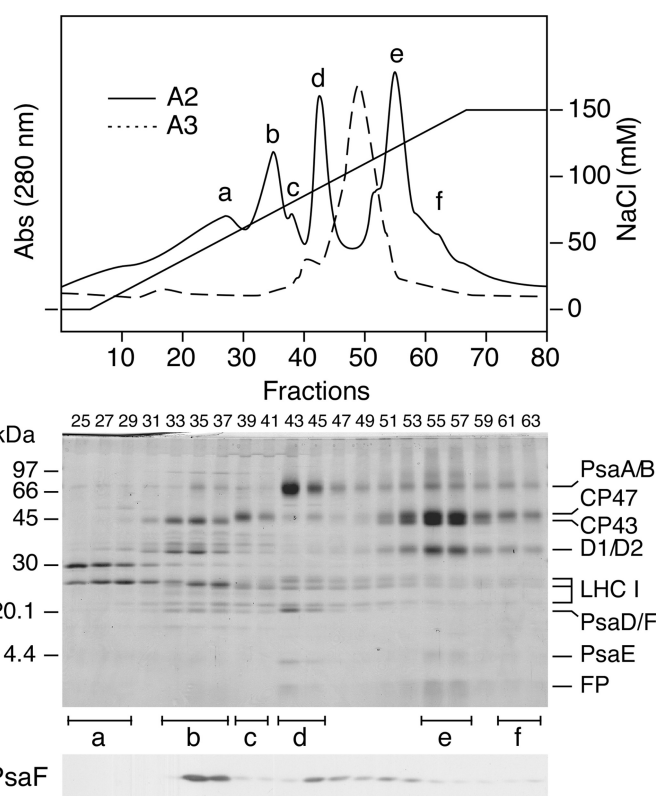 A2
A3
a
b
c
d
e
f
Abs (280 nm)
NaCl (mM)
150
100
50
0
10 20 30 40 50 60 70 80
Fractions
25 27 29 31 33 35 37 39 41 43 45 47 49 51 53 55 57 59 61 63
kDa
97
66
45
30
20.1
4.4
PsaA/B
CP47
CP43
D1/D2
LHC I
PsaD/F
PsaE
FP
a b c d e f
PsaF